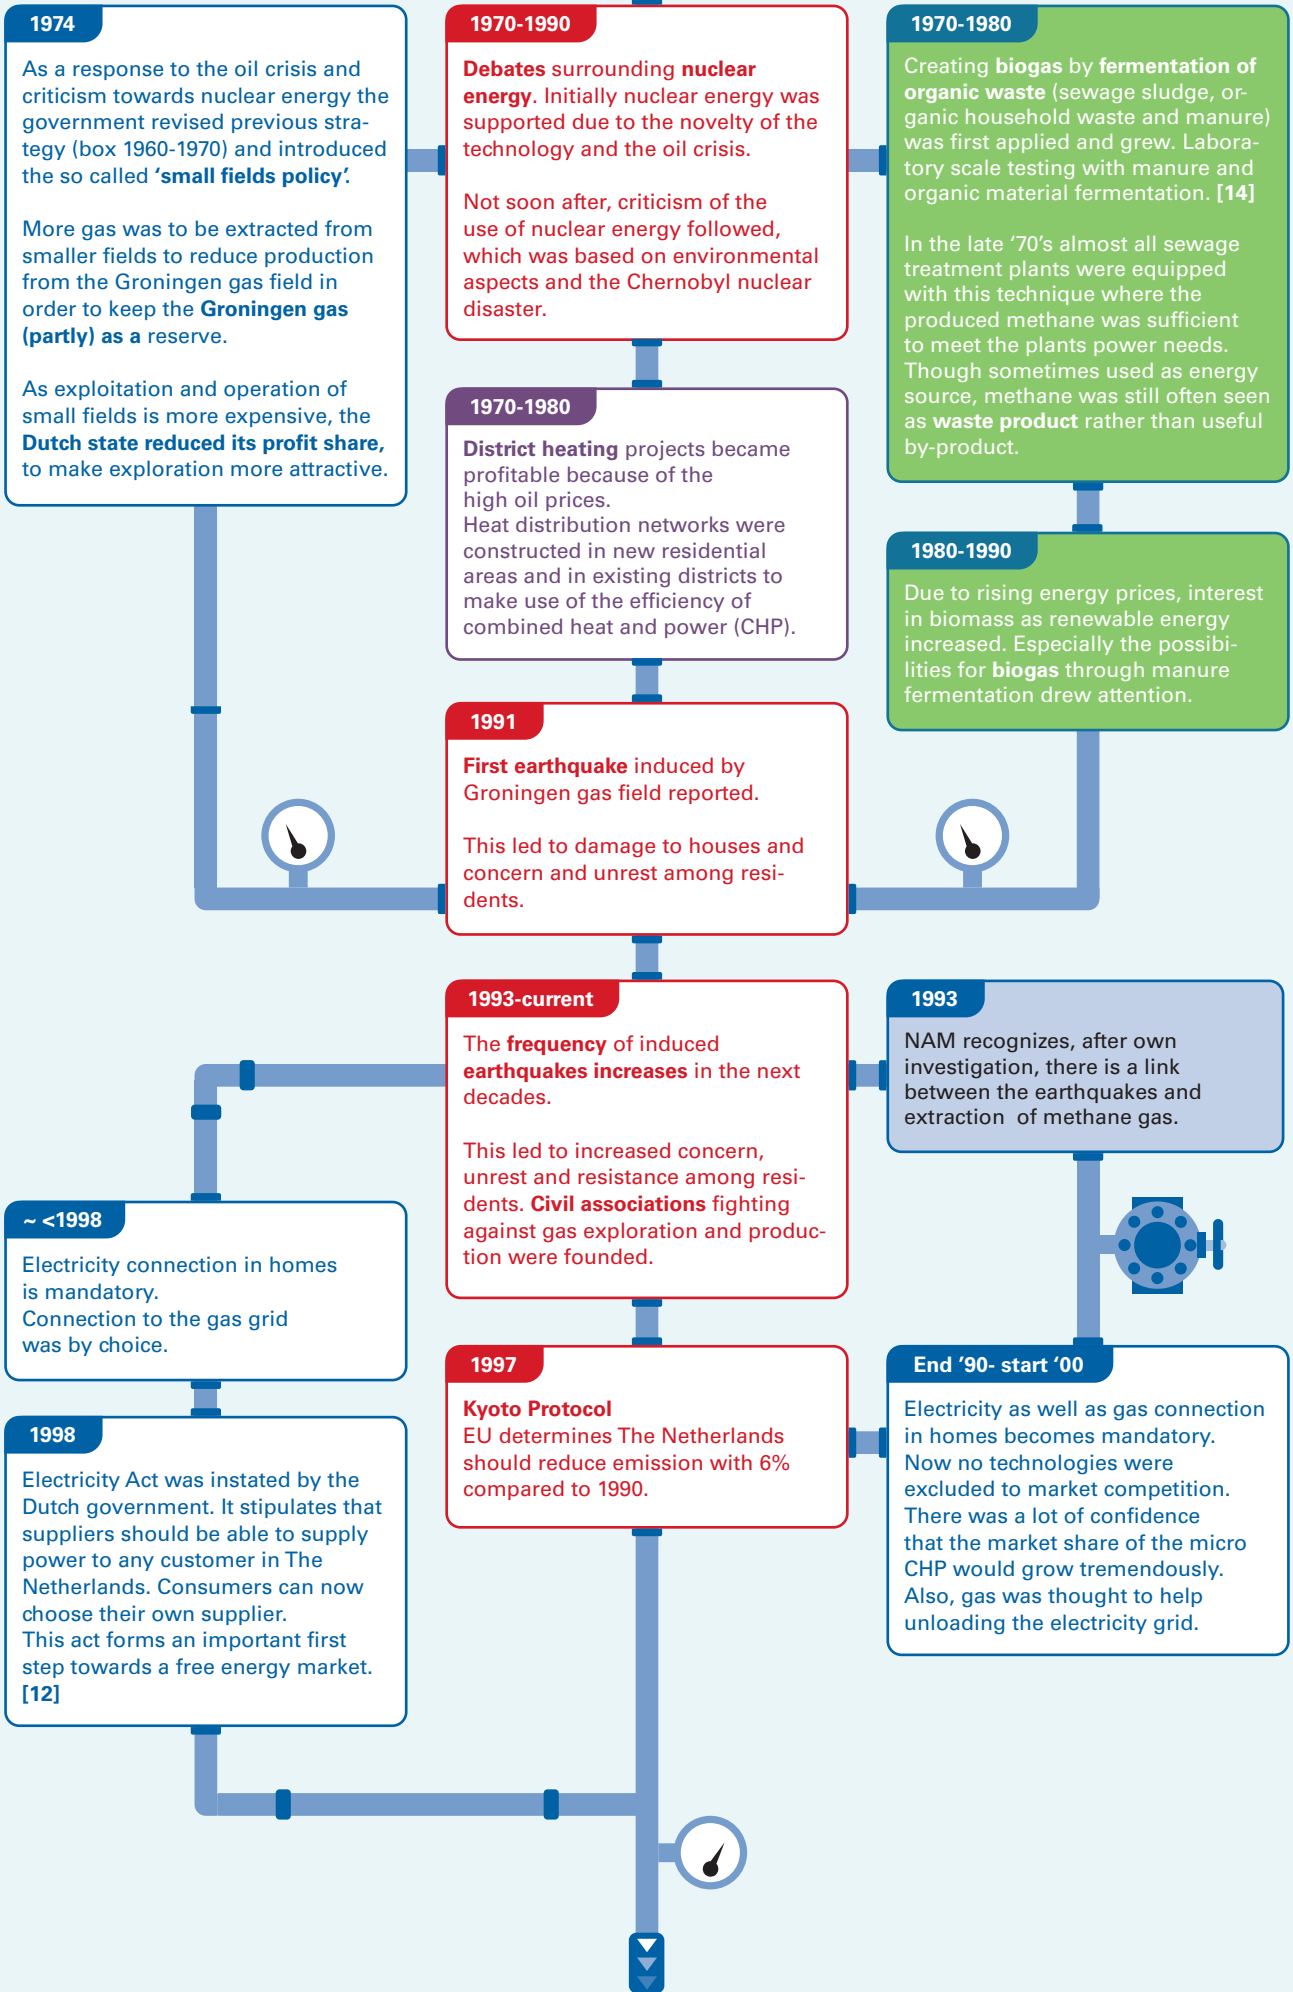 1974
As a response to the oil crisis and
criticism towards nuclear energy the
government revised previous stra-
tegy (box 1960-1970) and introduced
the so called ‘small fields policy’.
More gas was to be extracted from
smaller fields to reduce production
from the Groningen gas field in
order to keep the Groningen gas
(partly) as a reserve.
As exploitation and operation of
small fields is more expensive, the
Dutch state reduced its profit share,
to make exploration more attractive.
1970-1990
Debates surrounding nuclear
energy. Initially nuclear energy was
supported due to the novelty of the
technology and the oil crisis.
Not soon after, criticism of the
use of nuclear energy followed,
which was based on environmental
aspects and the Chernobyl nuclear
disaster.
1970-1980
Creating biogas by fermentation of
organic waste (sewage sludge, or-
ganic household waste and manure)
was first applied and grew. Labora-
tory scale testing with manure and
organic material fermentation. [14]
In the late ‘70’s almost all sewage
treatment plants were equipped
with this technique where the
produced methane was sufficient
to meet the plants power needs.
Though sometimes used as energy
source, methane was still often seen
as waste product rather than useful
by-product.
1970-1980
District heating projects became
profitable because of the
high oil prices.
Heat distribution networks were
constructed in new residential
areas and in existing districts to
make use of the efficiency of
combined heat and power (CHP).
1980-1990
Due to rising energy prices, interest
in biomass as renewable energy
increased. Especially the possibi-
lities for biogas through manure
fermentation drew attention.
1991
First earthquake induced by
Groningen gas field reported.
This led to damage to houses and
concern and unrest among resi-
dents.
1993-current
The frequency of induced
earthquakes increases in the next
decades.
This led to increased concern,
unrest and resistance among resi-
dents. Civil associations fighting
against gas exploration and produc-
tion were founded.
1993
NAM recognizes, after own
investigation, there is a link
between the earthquakes and
extraction  of methane gas.
~ <1998
Electricity connection in homes
is mandatory.
Connection to the gas grid
was by choice.
1997
Kyoto Protocol
EU determines The Netherlands
should reduce emission with 6%
compared to 1990.
End ’90- start ‘00
Electricity as well as gas connection
in homes becomes mandatory.
Now no technologies were
excluded to market competition.
There was a lot of confidence
that the market share of the micro
CHP would grow tremendously.
Also, gas was thought to help
unloading the electricity grid.
1998
Electricity Act was instated by the
Dutch government. It stipulates that
suppliers should be able to supply
power to any customer in The
Netherlands. Consumers can now
choose their own supplier.
This act forms an important first
step towards a free energy market.
[12]